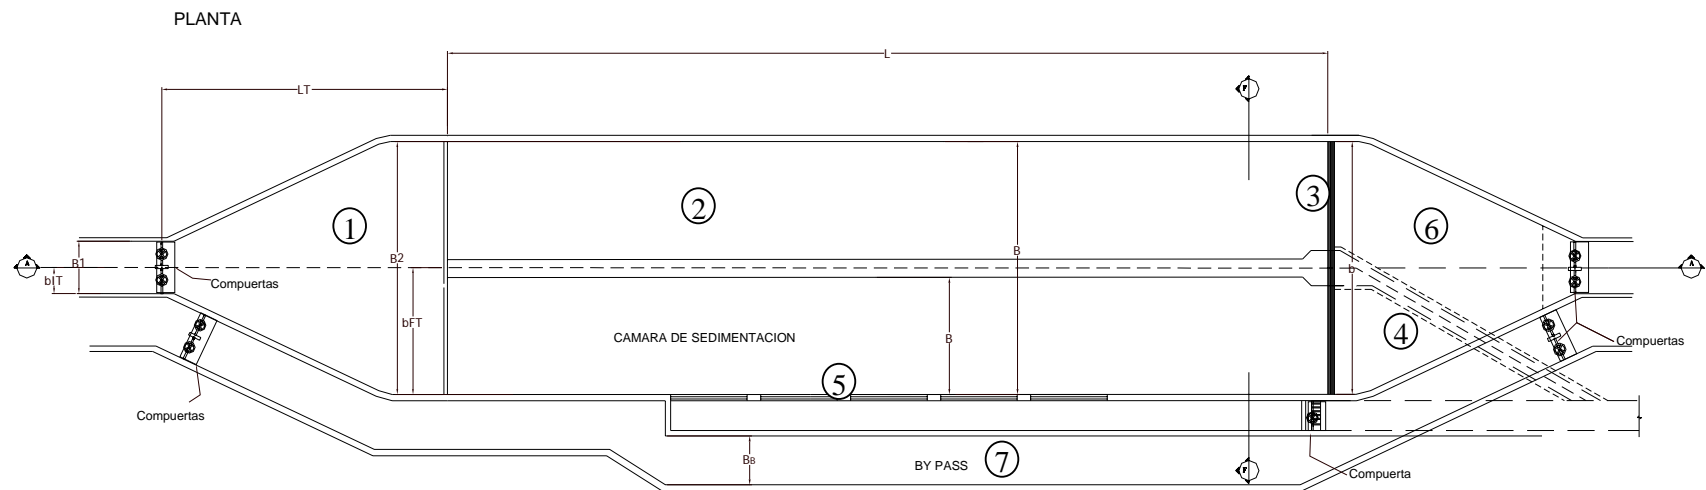 PLANTA
L
LT
F
1
2
3
6
B1
B2
B
b
A
A
bIT
Compuertas
bFT
CAMARA DE SEDIMENTACION
B
4
Compuertas
5
Compuertas
BB
BY PASS
7
F
Compuerta